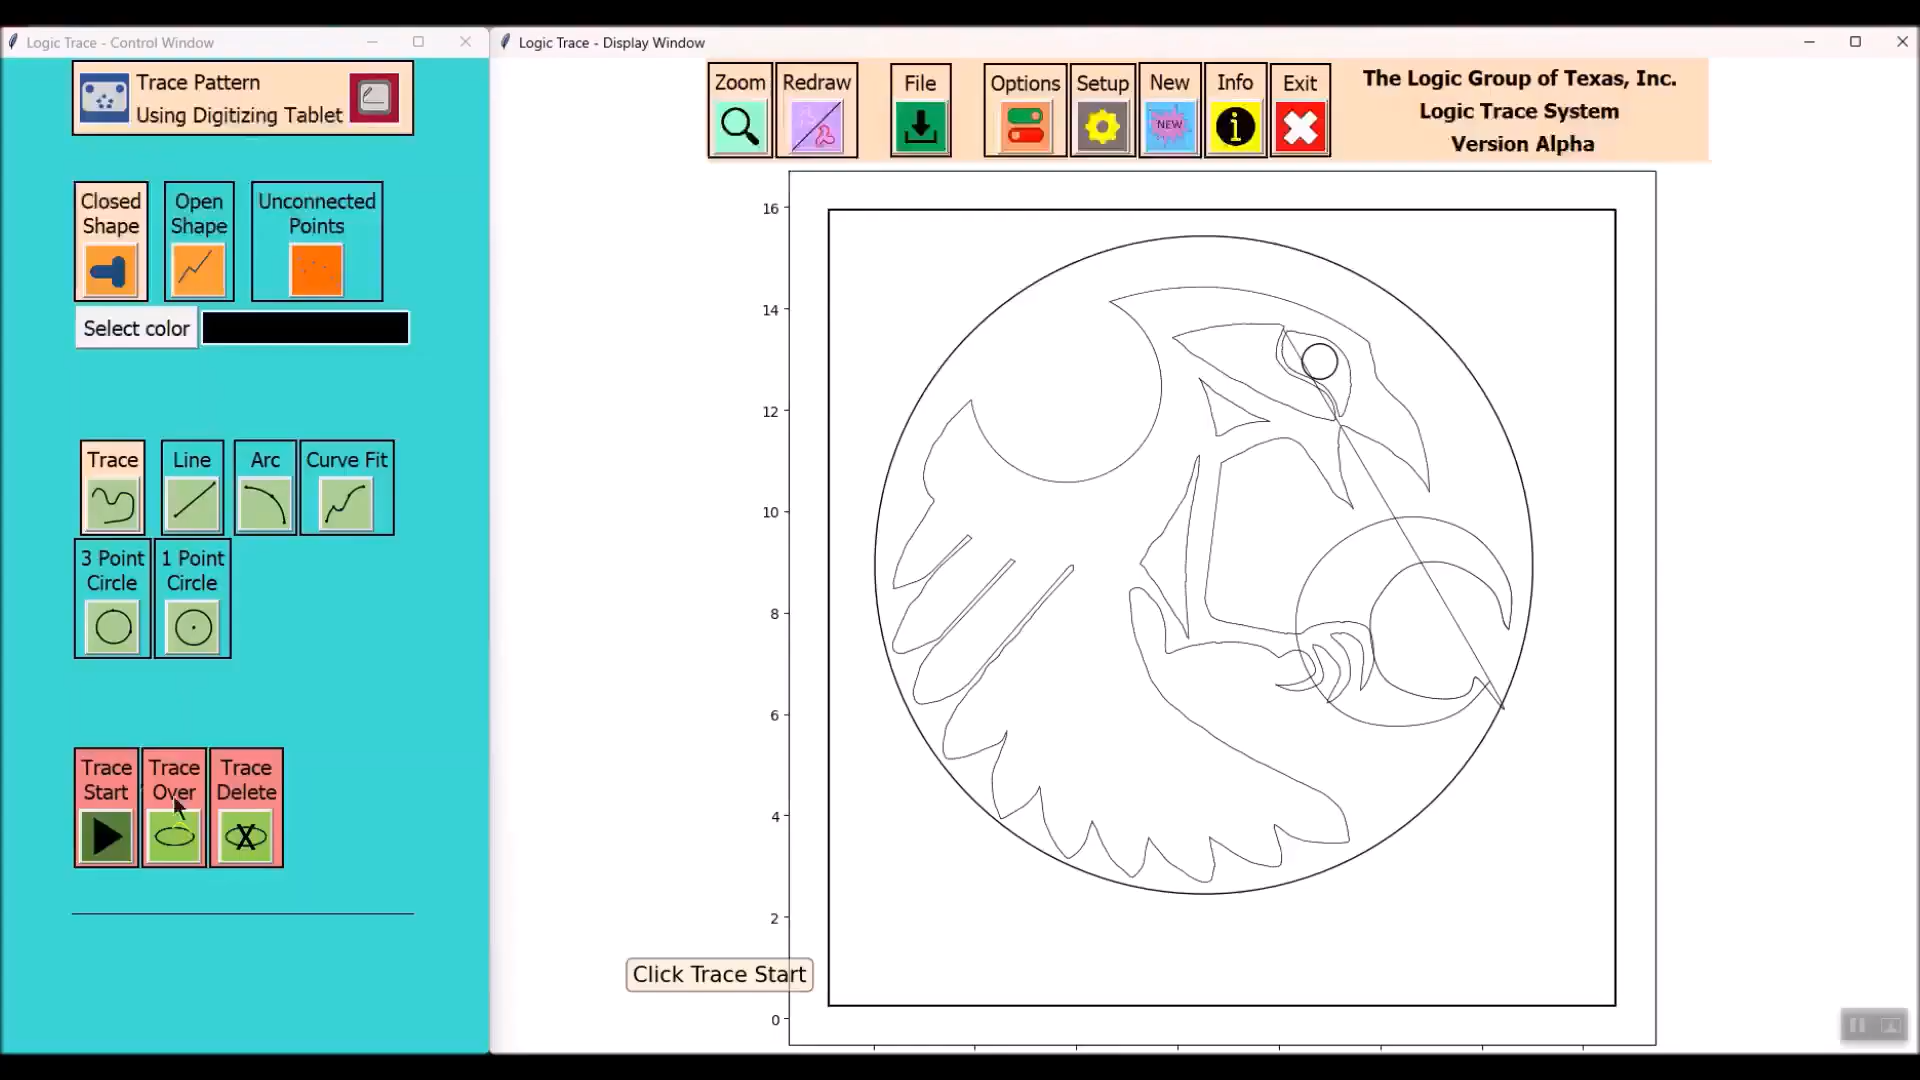 Logic Trace - Control Window
Logic Trace - Display Window
Trace Pattern
Using Digitizing Tablet
Zoom
Redraw
File
Options
Setup
New
Info
Exit
NEW
The Logic Group of Texas, Inc.
Logic Trace System
Version Alpha
Closed
Shape
Open
Shape
Unconnected
Points
Select color
Trace
Line
Arc
Curve Fit
3 Point
Circle
1 Point
Circle
Trace
Start
Trace
Over
Trace
Delete
16
14
12
10
8
6
4
2
0
Click Trace Start